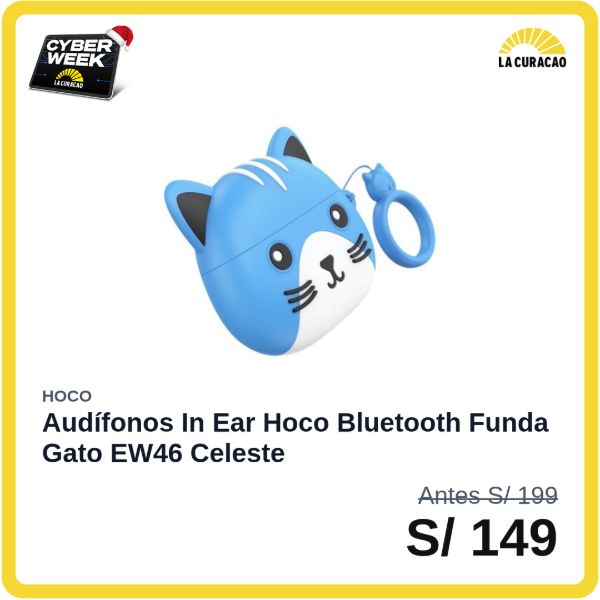 CYBER
WEEK
LA CURACAO
LA CURACAO
HOCO
Audífonos In Ear Hoco Bluetooth Funda
Gato EW46 Celeste
Antes S/ 199
S/ 149